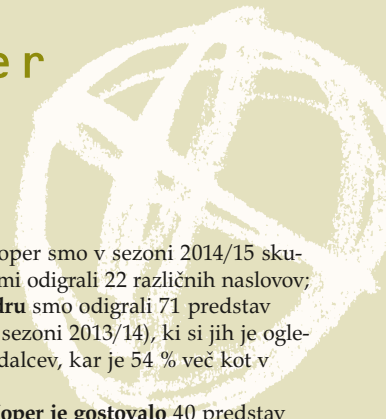 er
oper smo v sezoni 2014/15 sku-
mi odigrali 22 različnih naslovov;
dru smo odigrali 71 predstav
sezoni 2013/14), ki si jih je ogle-
dalcev, kar je 54 % več kot v
oper je gostovalo 40 predstav